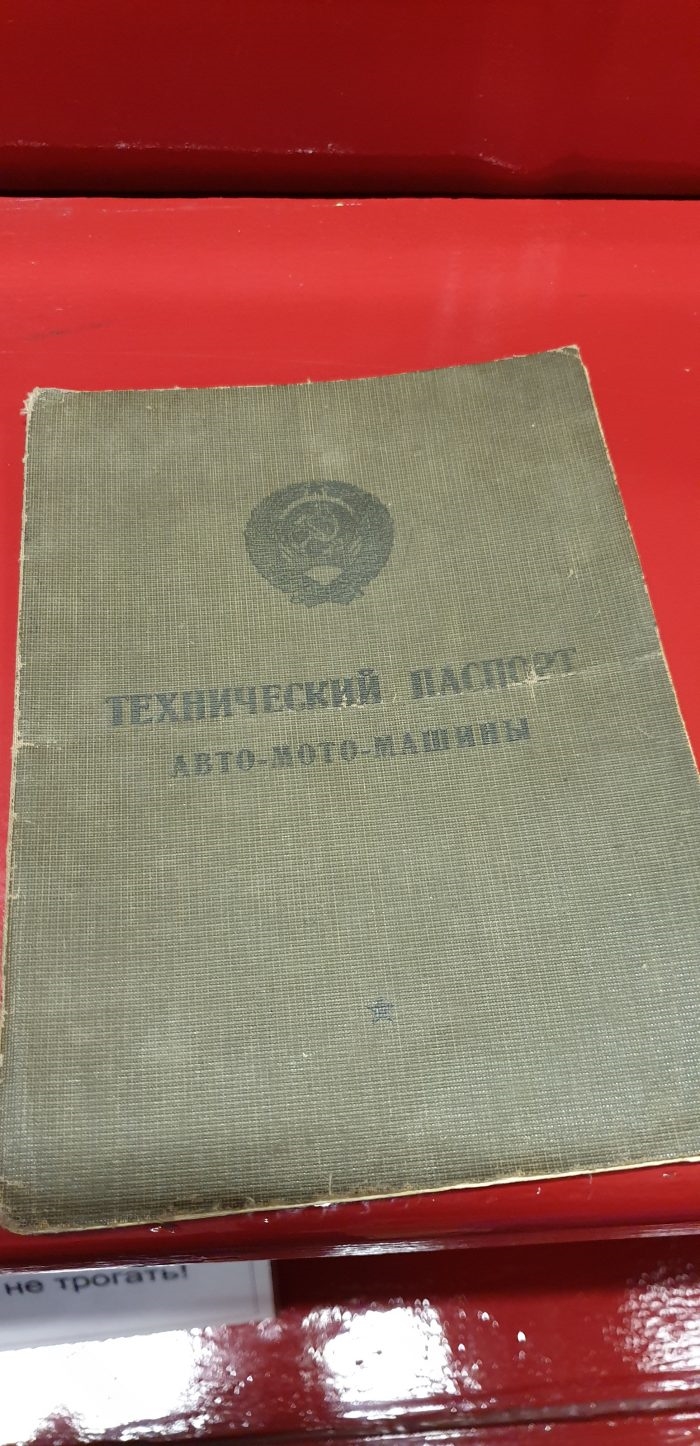 ТЕХНИЧЕСКИЙ ПАСПОРТ
АВТО-МОТО-МАШИНЫ
не трогать!